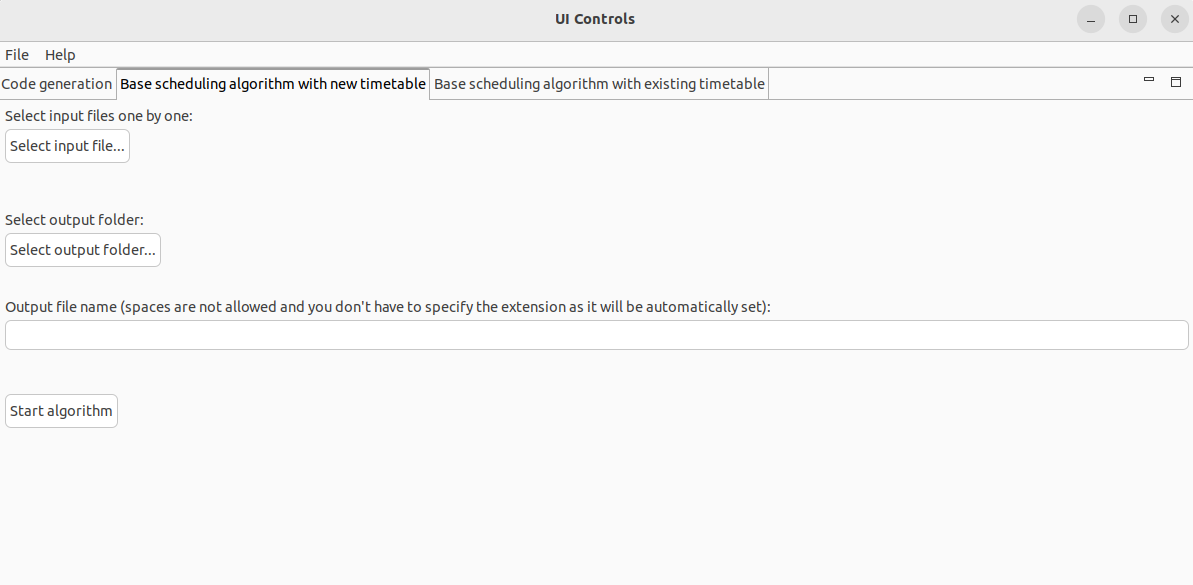 UI Controls
File Help
Code generation Base scheduling algorithm with new timetable Base scheduling algorithm with existing timetable
Select input files one by one:
Select input file...
Select output folder:
Select output folder...
Output file name (spaces are not allowed and you don't have to specify the extension as it will be automatically set):
Start algorithm